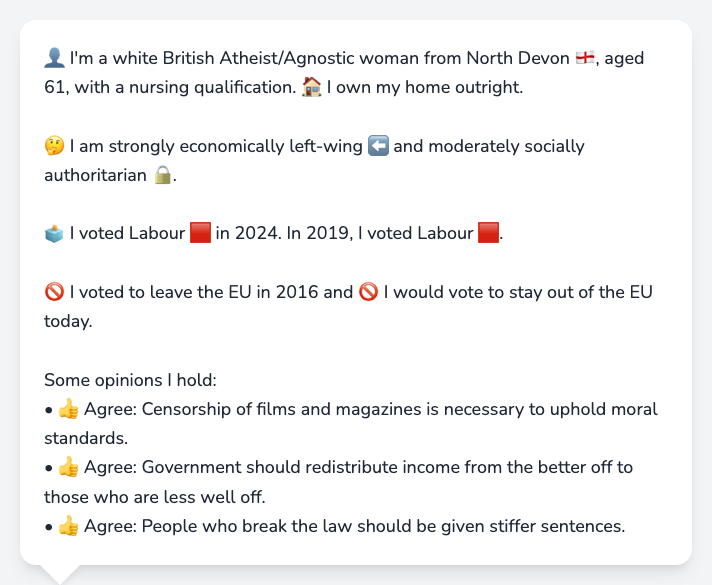 👤 I'm a white British Atheist/Agnostic woman from North Devon 🏴󠁧󠁢󠁥󠁮󠁧󠁿, aged
61, with a nursing qualification. 🏠 I own my home outright.
🤔 I am strongly economically left-wing ⬅️ and moderately socially
authoritarian 🔒.
🗳️ I voted Labour 🟥 in 2024. In 2019, I voted Labour 🟥.
🚫 I voted to leave the EU in 2016 and 🚫 I would vote to stay out of the EU
today.
Some opinions I hold:
• 👍 Agree: Censorship of films and magazines is necessary to uphold moral
standards.
• 👍 Agree: Government should redistribute income from the better off to
those who are less well off.
• 👍 Agree: People who break the law should be given stiffer sentences.